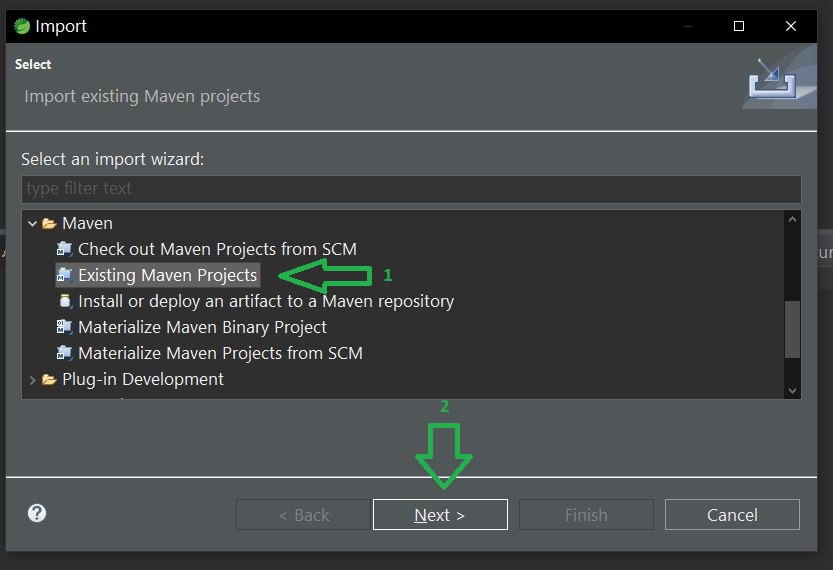 Import
Select
Import existing Maven projects
Select an import wizard:
type filter text
Maven
Check out Maven Projects from SCM
Existing Maven Projects
1
Install or deploy an artifact to a Maven repository
Materialize Maven Binary Project
Materialize Maven Projects from SCM
Plug-in Development
2
?
< Back
Next >
Finish
Cancel